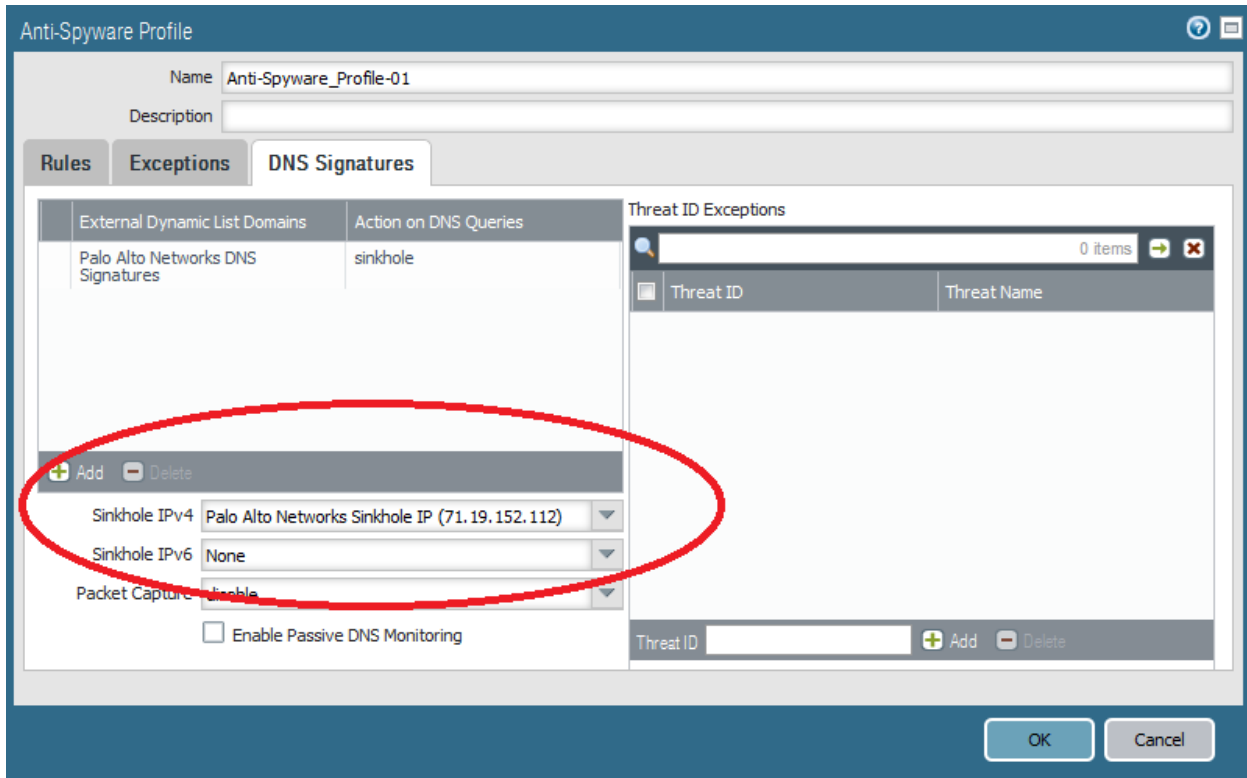 Anti-Spyware Profile
Name Anti-Spyware_Profile-01
Description
Rules Exceptions DNS Signatures
External Dynamic List Domains Action on DNS Queries
Palo Alto Networks DNS Signatures sinkhole
Threat ID Exceptions
0 items
Threat ID Threat Name
Add Delete
Sinkhole IPv4 Palo Alto Networks Sinkhole IP (71.19.152.112)
Sinkhole IPv6 None
Packet Capture disable
Enable Passive DNS Monitoring
Threat ID Add Delete
OK Cancel